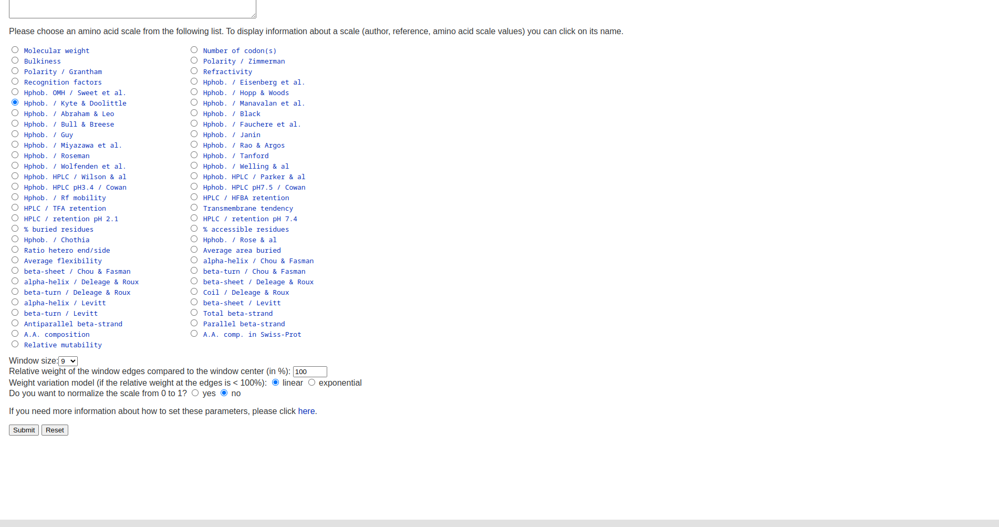 Please choose an amino acid scale from the following list. To display information about a scale (author, reference, amino acid scale values) you can click on its name.
Molecular weight Number of codon(s)
Bulkiness Polarity / Zimmerman
Polarity / Grantham Refractivity
Recognition factors Hphob. / Eisenberg et al.
Hphob. OMH / Sweet et al. Hphob. / Hopp & Woods
Hphob. / Kyte & Doolittle Hphob. / Manavalan et al.
Hphob. / Abraham & Leo Hphob. / Black
Hphob. / Bull & Breese Hphob. / Fauchere et al.
Hphob. / Guy Hphob. / Janin
Hphob. / Miyazawa et al. Hphob. / Rao & Argos
Hphob. / Roseman Hphob. / Tanford
Hphob. / Wolfenden et al. Hphob. / Welling & al
Hphob. HPLC / Wilson & al Hphob. HPLC / Parker & al
Hphob. HPLC pH3.4 / Cowan Hphob. HPLC pH7.5 / Cowan
Hphob. / Rf mobility HPLC / HFBA retention
HPLC / TFA retention Transmembrane tendency
HPLC / retention pH 2.1 HPLC / retention pH 7.4
% buried residues % accessible residues
Hphob. / Chothia Hphob. / Rose & al
Ratio hetero end/side Average area buried
Average flexibility alpha-helix / Chou & Fasman
beta-sheet / Chou & Fasman beta-turn / Chou & Fasman
alpha-helix / Deleage & Roux beta-sheet / Deleage & Roux
beta-turn / Deleage & Roux Coil / Deleage & Roux
alpha-helix / Levitt beta-sheet / Levitt
beta-turn / Levitt Total beta-strand
Antiparallel beta-strand Parallel beta-strand
A.A. composition A.A. comp. in Swiss-Prot
Relative mutability
Window size: 9
Relative weight of the window edges compared to the window center (in %): 100
Weight variation model (if the relative weight at the edges is < 100%): linear exponential
Do you want to normalize the scale from 0 to 1? yes no
If you need more information about how to set these parameters, please click here.
Submit Reset